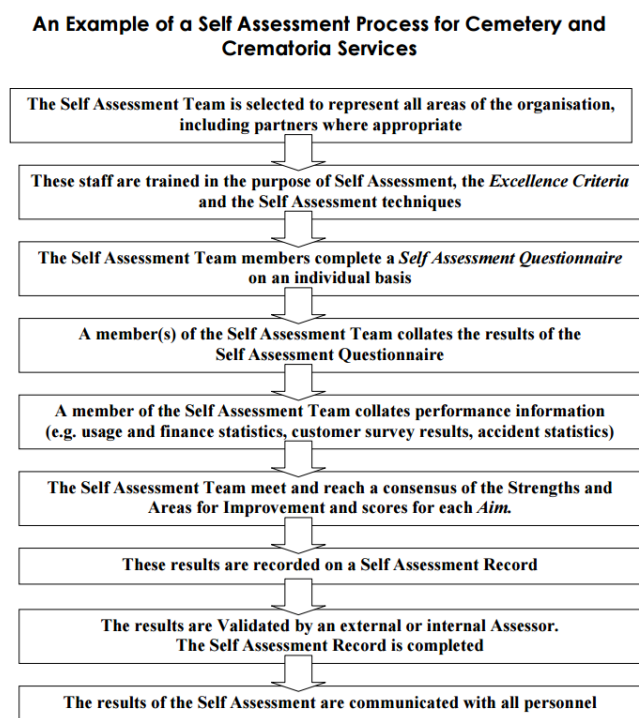 An Example of a Self Assessment Process for Cemetery and
Crematoria Services
The Self Assessment Team is selected to represent all areas of the organisation,
including partners where appropriate
These staff are trained in the purpose of Self Assessment, the Excellence Criteria
and the Self Assessment techniques
The Self Assessment Team members complete a Self Assessment Questionnaire
on an individual basis
A member(s) of the Self Assessment Team collates the results of the
Self Assessment Questionnaire
A member of the Self Assessment Team collates performance information
(e.g. usage and finance statistics, customer survey results, accident statistics)
The Self Assessment Team meet and reach a consensus of the Strengths and
Areas for Improvement and scores for each Aim.
These results are recorded on a Self Assessment Record
The results are Validated by an external or internal Assessor.
The Self Assessment Record is completed
The results of the Self Assessment are communicated with all personnel